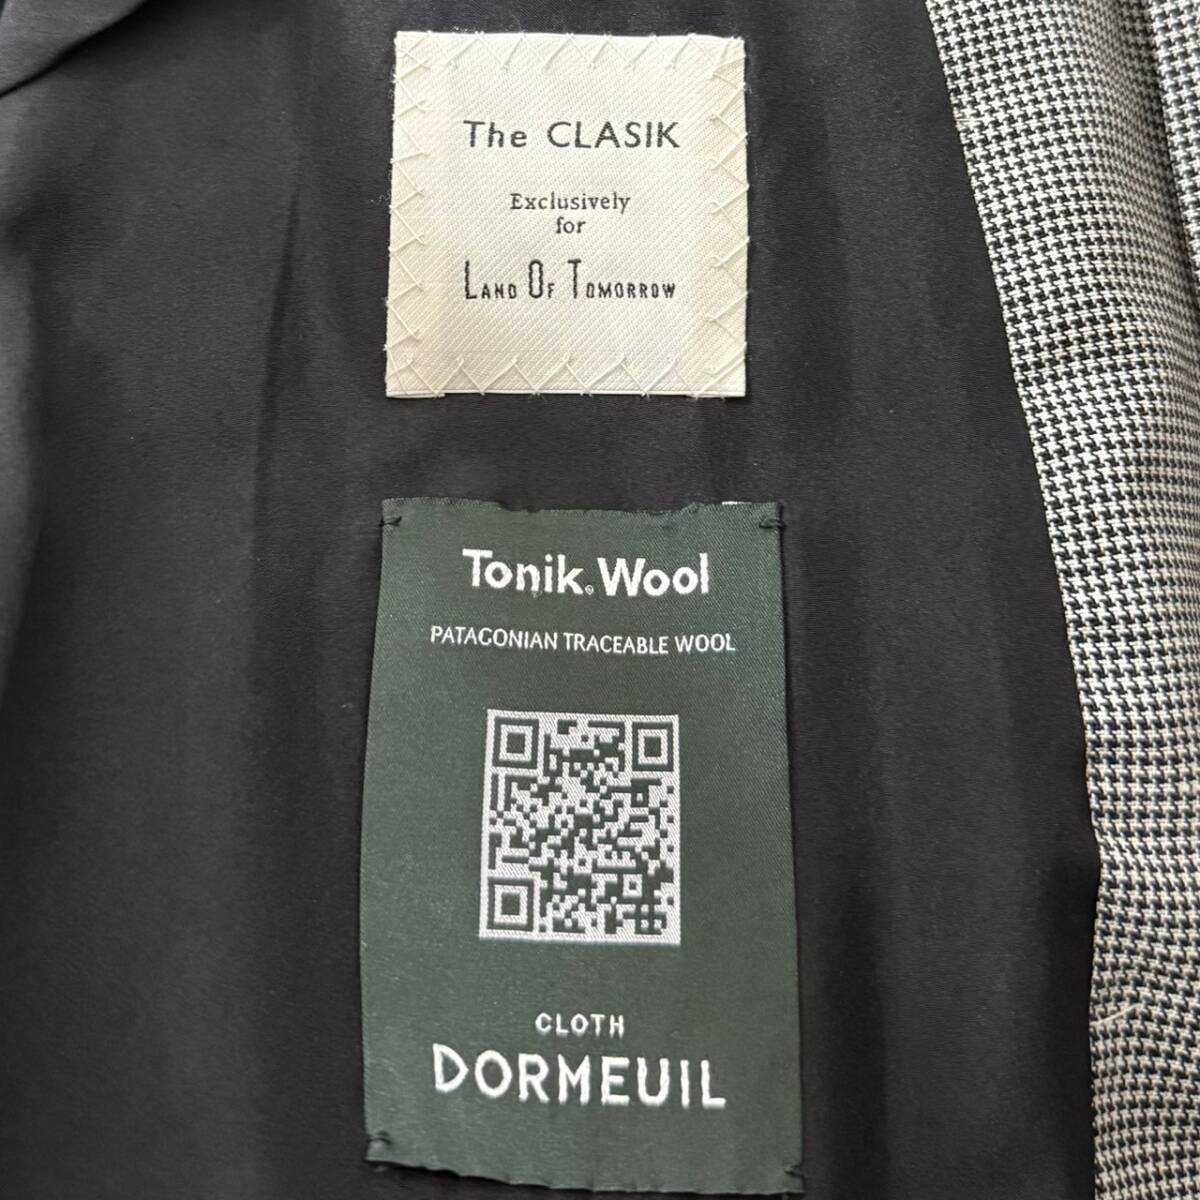 The CLASIK
Exclusively
for
LAND OF TOMORROW
Tonik® Wool
PATAGONIAN TRACEABLE WOOL
CLOTH
DORMEUIL